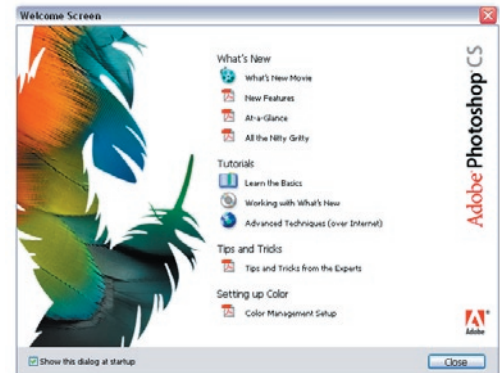 Welcome Screen
What's New
What's New Movie
New Features
At-a-Glance
All the Nitty Gritty
Tutorials
Learn the Basics
Working with What's New
Advanced Techniques (over Internet)
Tips and Tricks
Tips and Tricks from the Experts
Setting up Color
Color Management Setup
Adobe® Photoshop® CS
Adobe®
Show this dialog at startup
Close